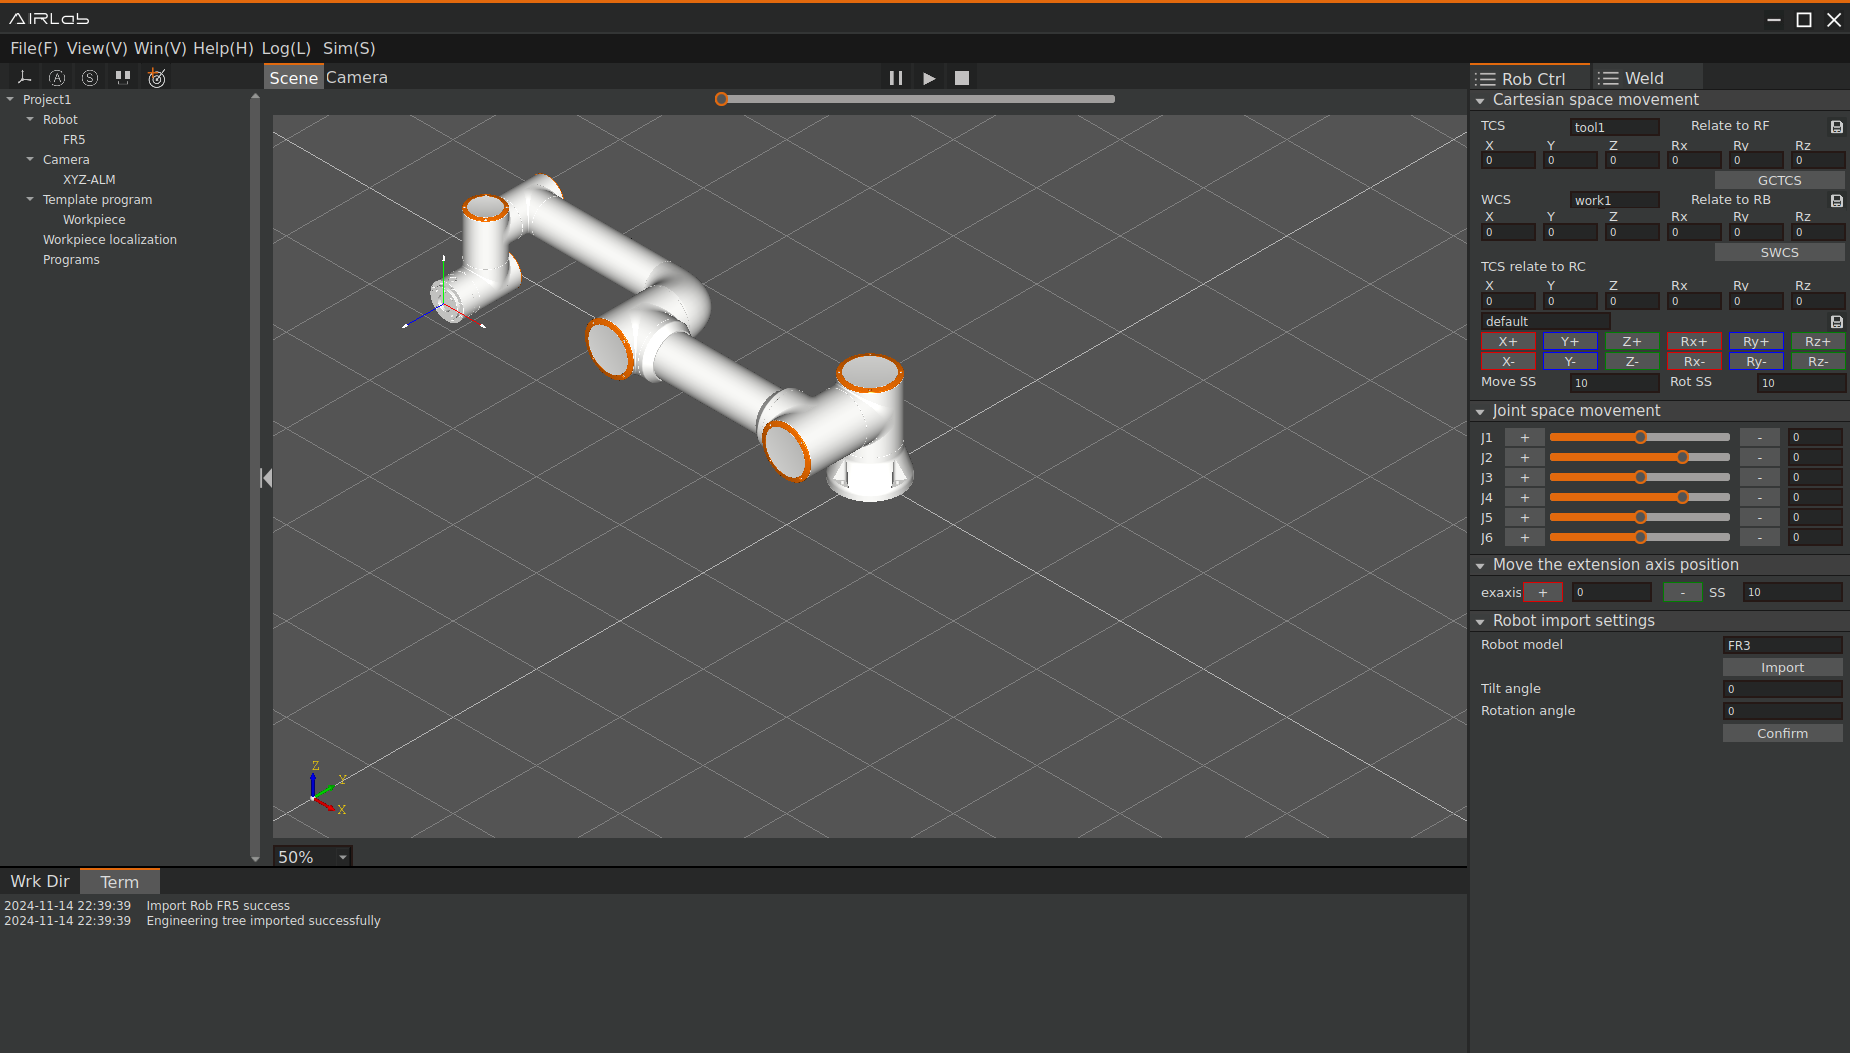 AIRLab
File(F) View(V) Win(V) Help(H) Log(L) Sim(S)
A S
Scene Camera
Project1
Robot
FR5
Camera
XYZ-ALM
Template program
Workpiece
Workpiece localization
Programs
Z
Y
X
50%
Wrk Dir Term
2024-11-14 22:39:39 Import Rob FR5 success
2024-11-14 22:39:39 Engineering tree imported successfully
Rob Ctrl Weld
Cartesian space movement
TCS tool1 Relate to RF
X Y Z Rx Ry Rz
0 0 0 0 0 0
GCTCS
WCS work1 Relate to RB
X Y Z Rx Ry Rz
0 0 0 0 0 0
SWCS
TCS relate to RC
X Y Z Rx Ry Rz
0 0 0 0 0 0
default
X+ Y+ Z+ Rx+ Ry+ Rz+
X- Y- Z- Rx- Ry- Rz-
Move SS 10 Rot SS 10
Joint space movement
J1 + - 0
J2 + - 0
J3 + - 0
J4 + - 0
J5 + - 0
J6 + - 0
Move the extension axis position
exaxis + 0 - SS 10
Robot import settings
Robot model FR3
Import
Tilt angle 0
Rotation angle 0
Confirm